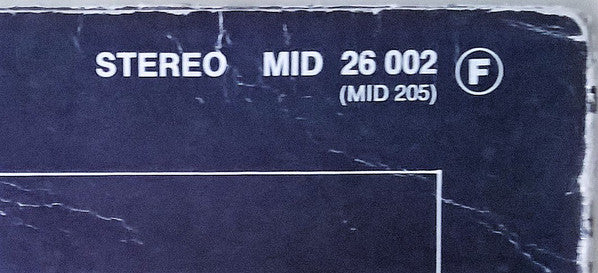 STEREO MID 26 002 F
(MID 205)